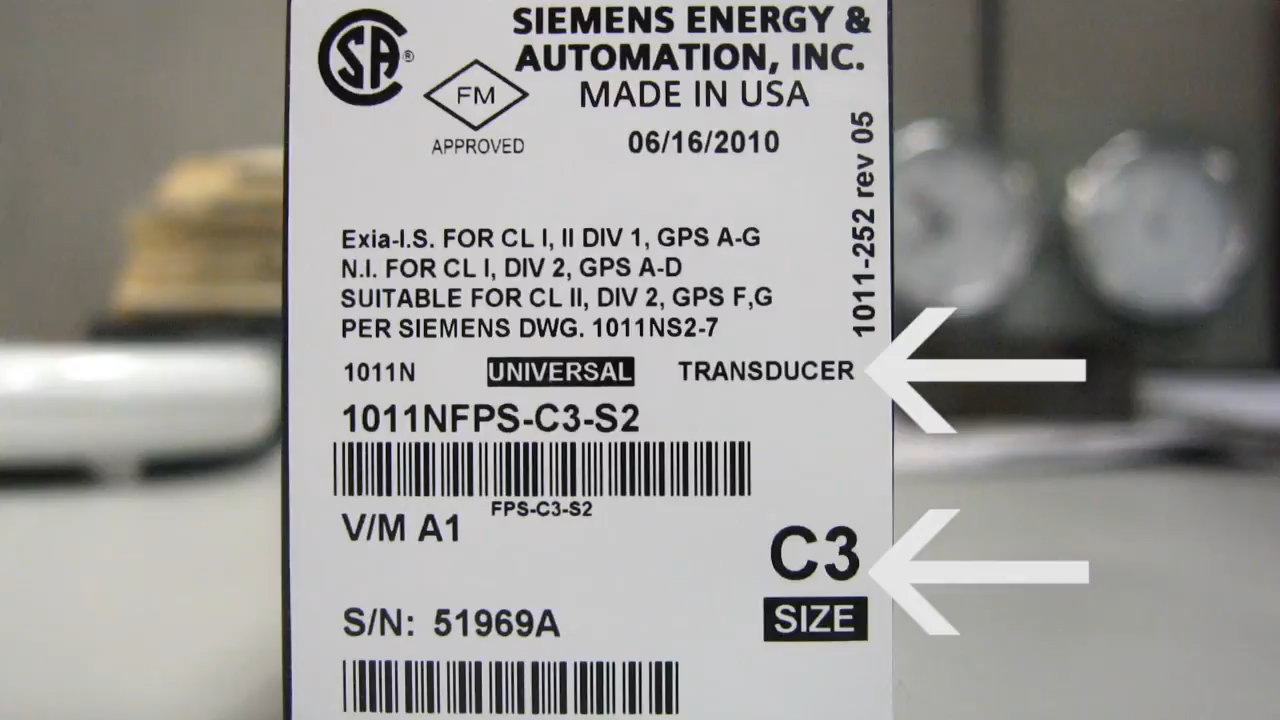 CSA®
FM
APPROVED
SIEMENS ENERGY &
AUTOMATION, INC.
MADE IN USA
06/16/2010
1011-252 rev 05
Exia-I.S. FOR CL I, II DIV 1, GPS A-G
N.I. FOR CL I, DIV 2, GPS A-D
SUITABLE FOR CL II, DIV 2, GPS F,G
PER SIEMENS DWG. 1011NS2-7
1011N UNIVERSAL TRANSDUCER
1011NFPS-C3-S2
FPS-C3-S2
V/M A1
C3
SIZE
S/N: 51969A